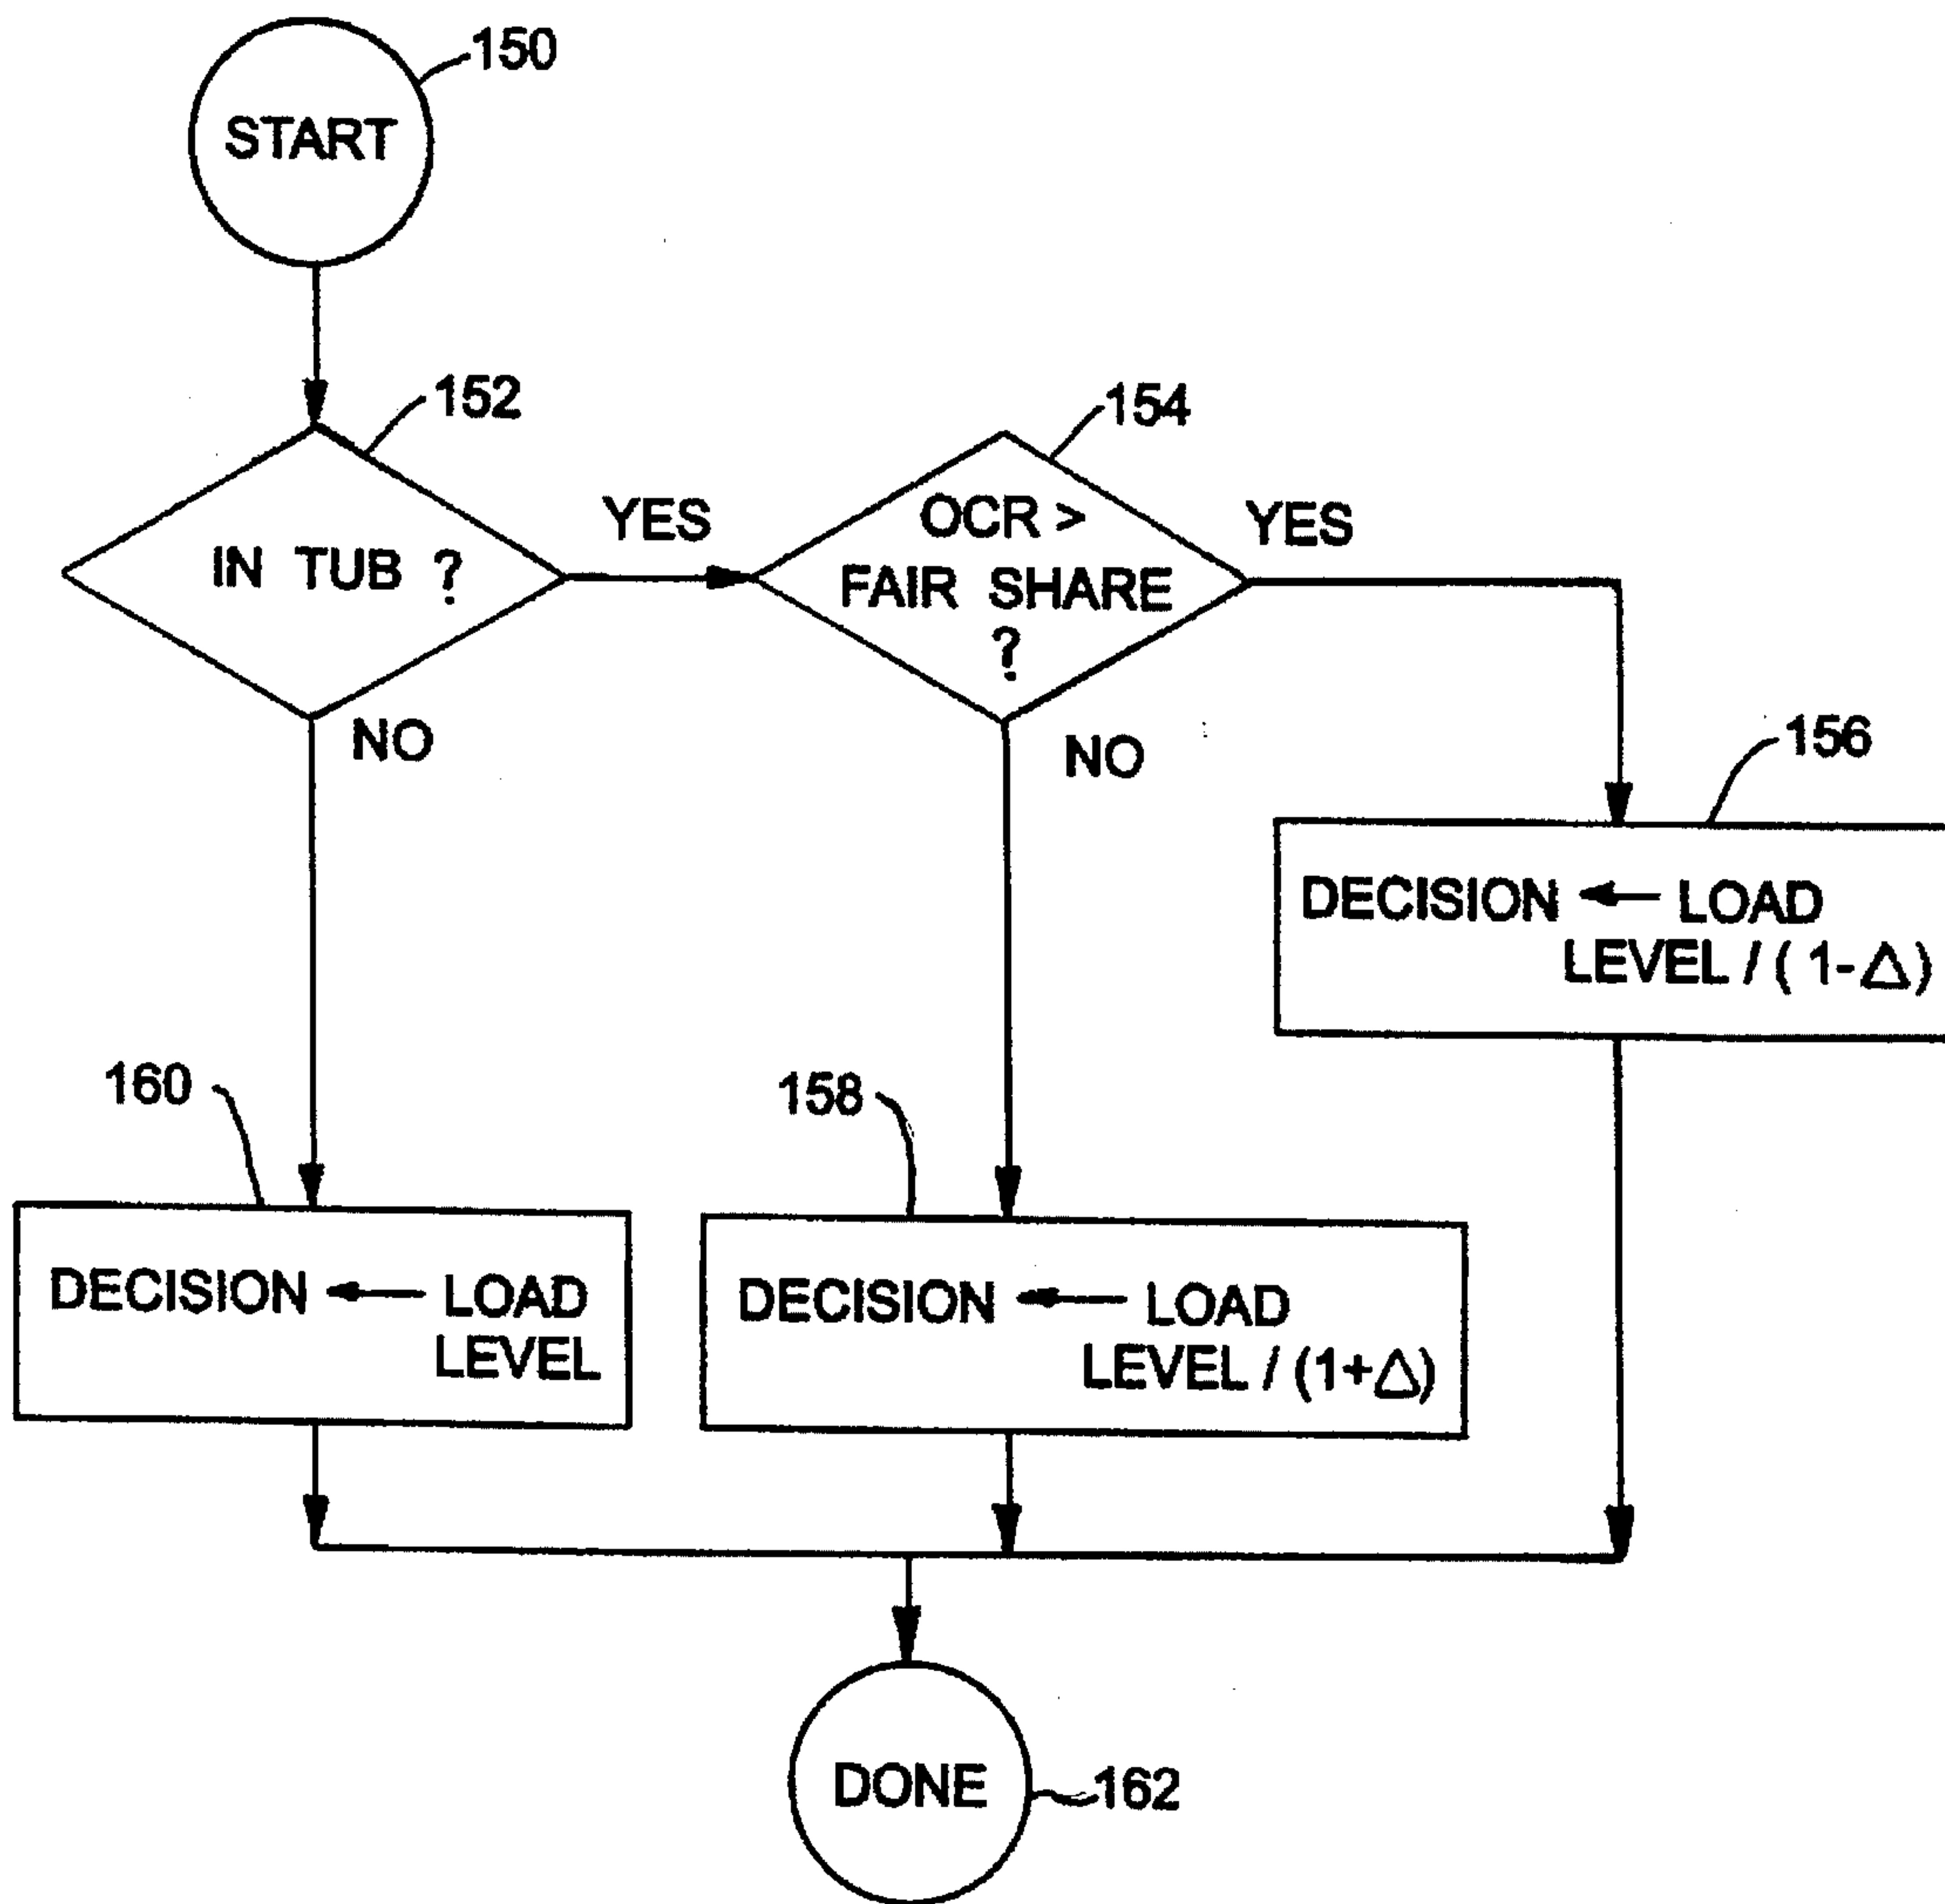 150
START
152
IN TUB ?
YES
NO
154
OCR >
FAIR SHARE
?
YES
NO
156
DECISION ← LOAD
LEVEL / ( 1-△)
160
DECISION ← LOAD
LEVEL
158
DECISION ← LOAD
LEVEL / (1+△)
DONE
162